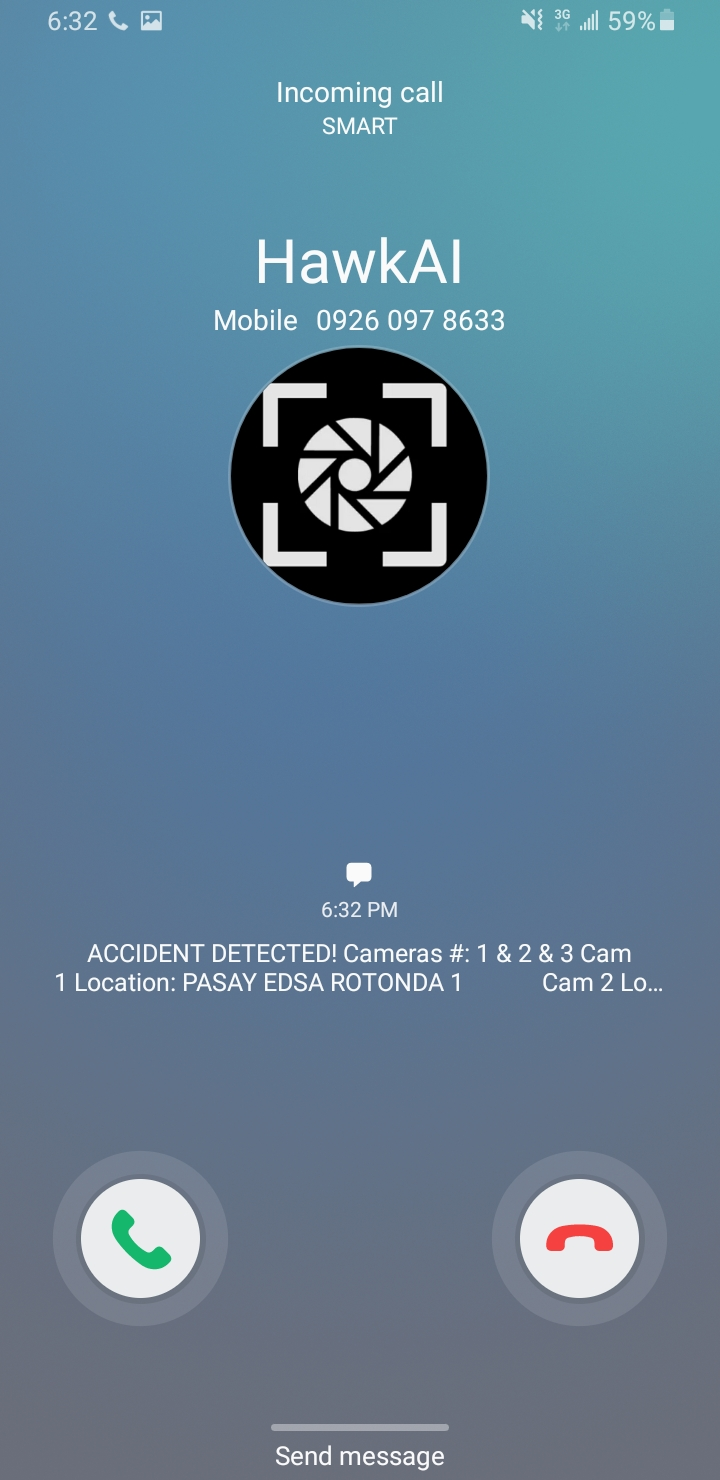 6:32 3G 59%
Incoming call
SMART
HawkAI
Mobile 0926 097 8633
6:32 PM
ACCIDENT DETECTED! Cameras #: 1 & 2 & 3 Cam
1 Location: PASAY EDSA ROTONDA 1 Cam 2 Lo...
Send message